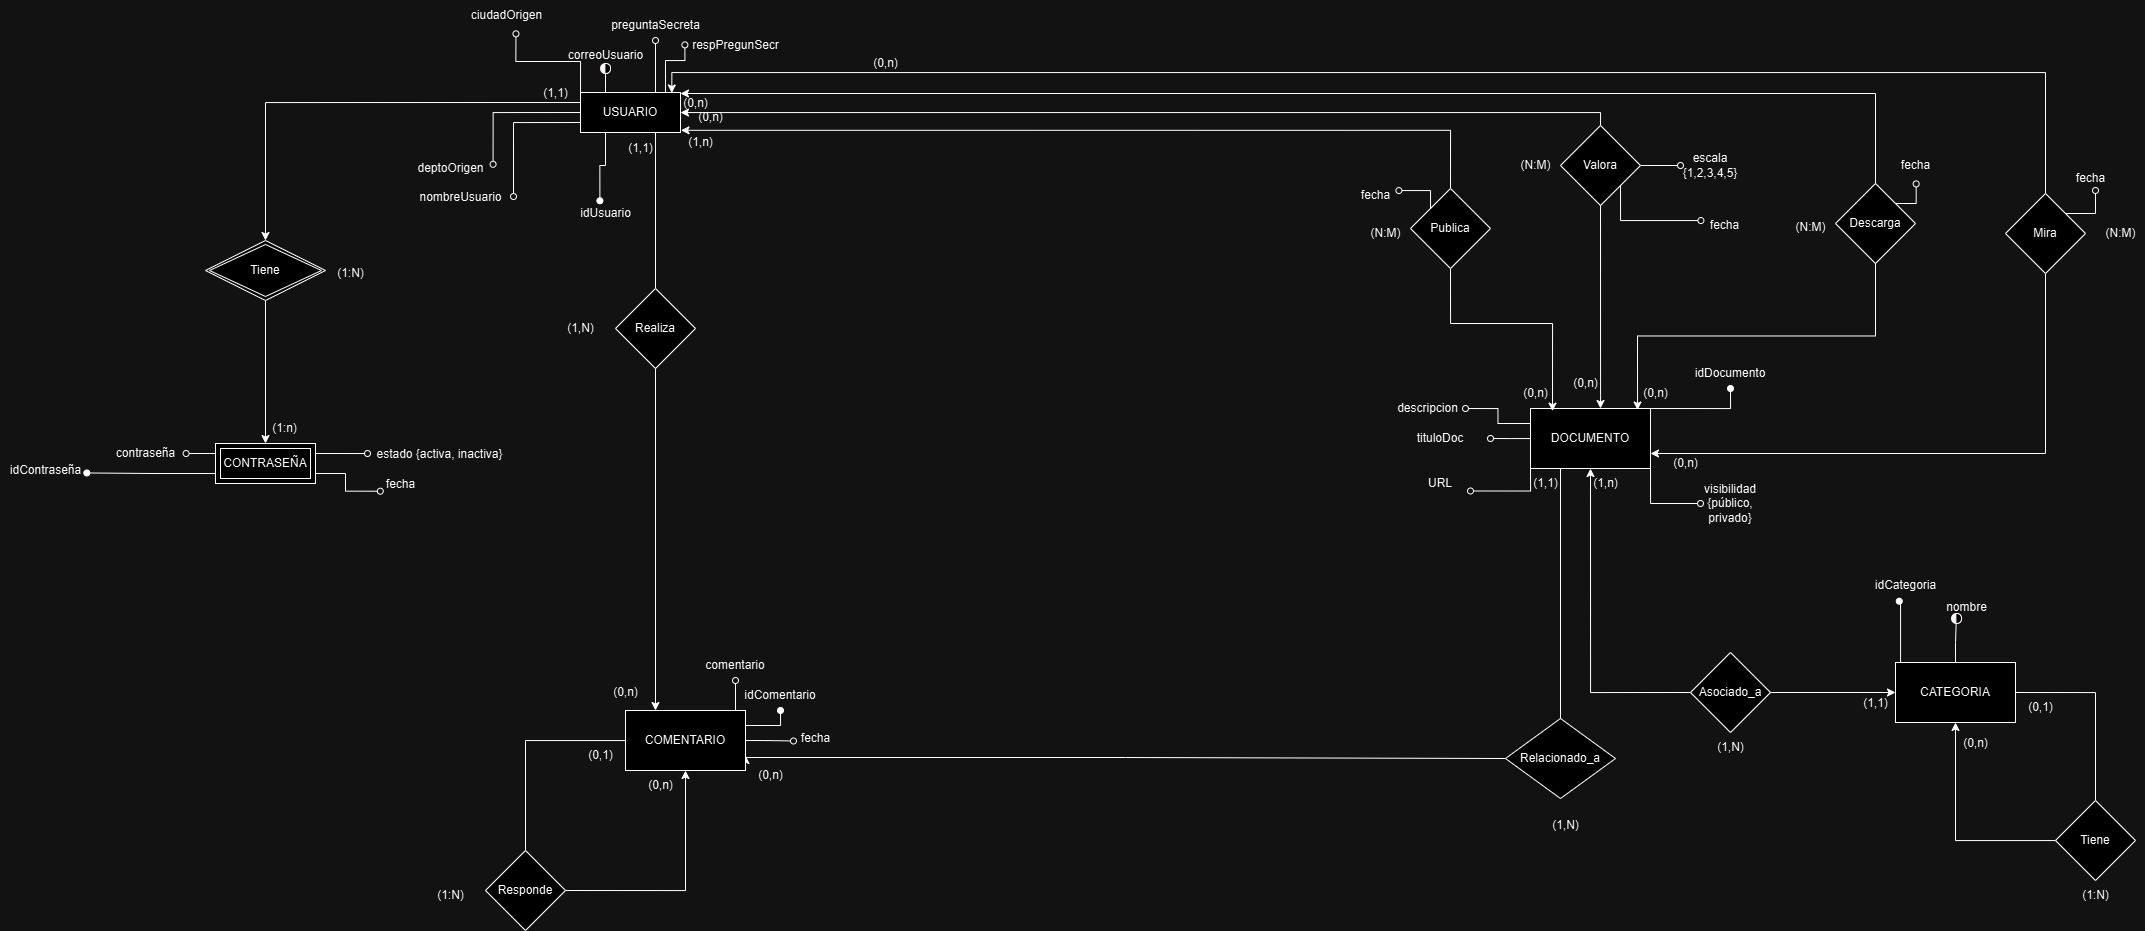 ciudadOrigen
preguntaSecreta
respPregunSecr
correoUsuario
(0,n)
(1,1)
USUARIO
(0,n)
(0,n)
(1,n)
(1,1)
deptoOrigen
nombreUsuario
idUsuario
(N:M)
Valora
escala
{1,2,3,4,5}
fecha
fecha
Publica
(N:M)
fecha
Descarga
(N:M)
fecha
Mira
(N:M)
Tiene
(1:N)
(1,N)
Realiza
idDocumento
(0,n)
(0,n)
(0,n)
descripcion
tituloDoc
DOCUMENTO
(0,n)
URL
(1,1)
(1,n)
visibilidad
{público,
privado}
(1:n)
contraseña
CONTRASEÑA
estado {activa, inactiva}
idContraseña
fecha
idCategoria
nombre
comentario
(0,n)
idComentario
Asociado_a
(1,1)
CATEGORIA
(0,1)
COMENTARIO
fecha
(1,N)
(0,n)
(0,1)
(0,n)
(0,n)
Relacionado_a
(1,N)
Tiene
(1:N)
Responde
(1:N)